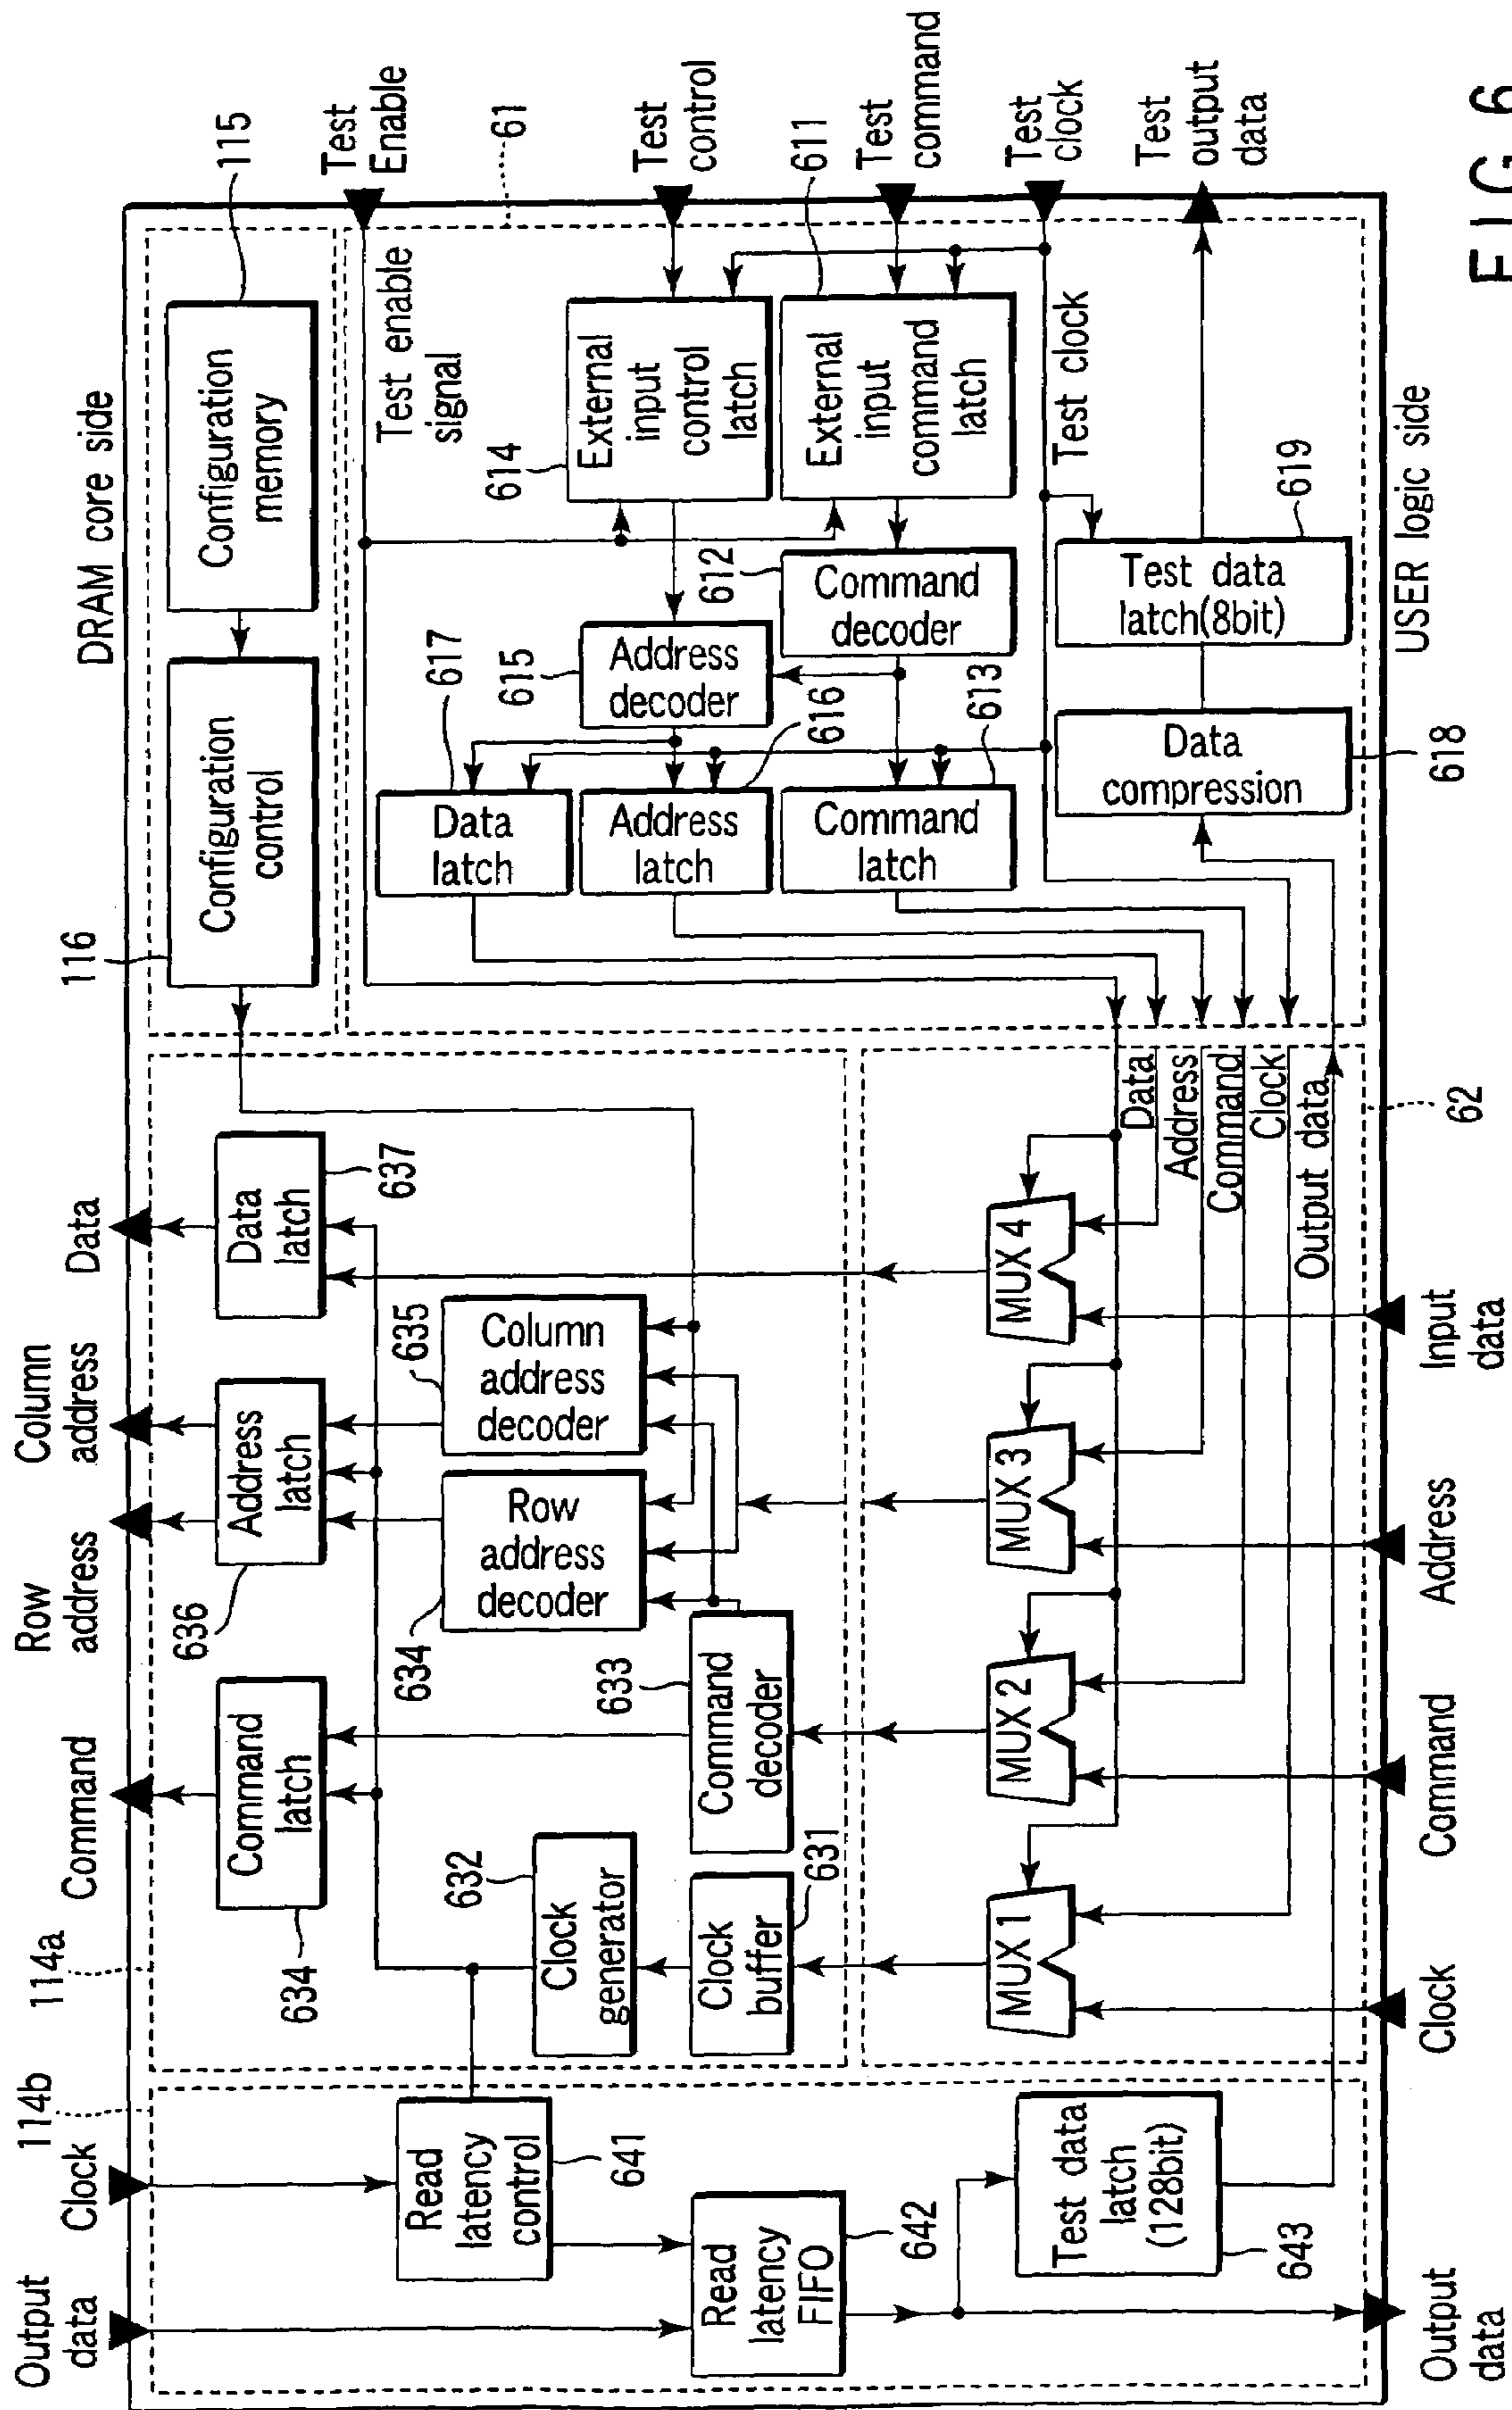 DRAM core side
Output
data
Clock
114b
114a
Command
Row
address
Column
address
Data
116
115
Configuration
control
Configuration
memory
Test
Enable
61
Test
control
Test
command
Test
clock
Test
output
data
Test enable
signal
614
External
input
control
latch
611
External
input
command
latch
612
Command
decoder
615
Address
decoder
617
616
613
Data
latch
Address
latch
Command
latch
Test clock
619
Test data
latch(8bit)
618
Data
compression
Data
Address
Command
Clock
Output data
62
Command
latch
634
Address
latch
636
Data
latch
637
632
Clock
generator
631
Clock
buffer
633
Command
decoder
634
Row
address
decoder
635
Column
address
decoder
MUX 1
MUX 2
MUX 3
MUX 4
Read
latency
control
641
Read
latency
FIFO
642
Test data
latch
(128bit)
643
Output
data
Clock
Command
Address
Input
data
USER logic side
FIG. 6